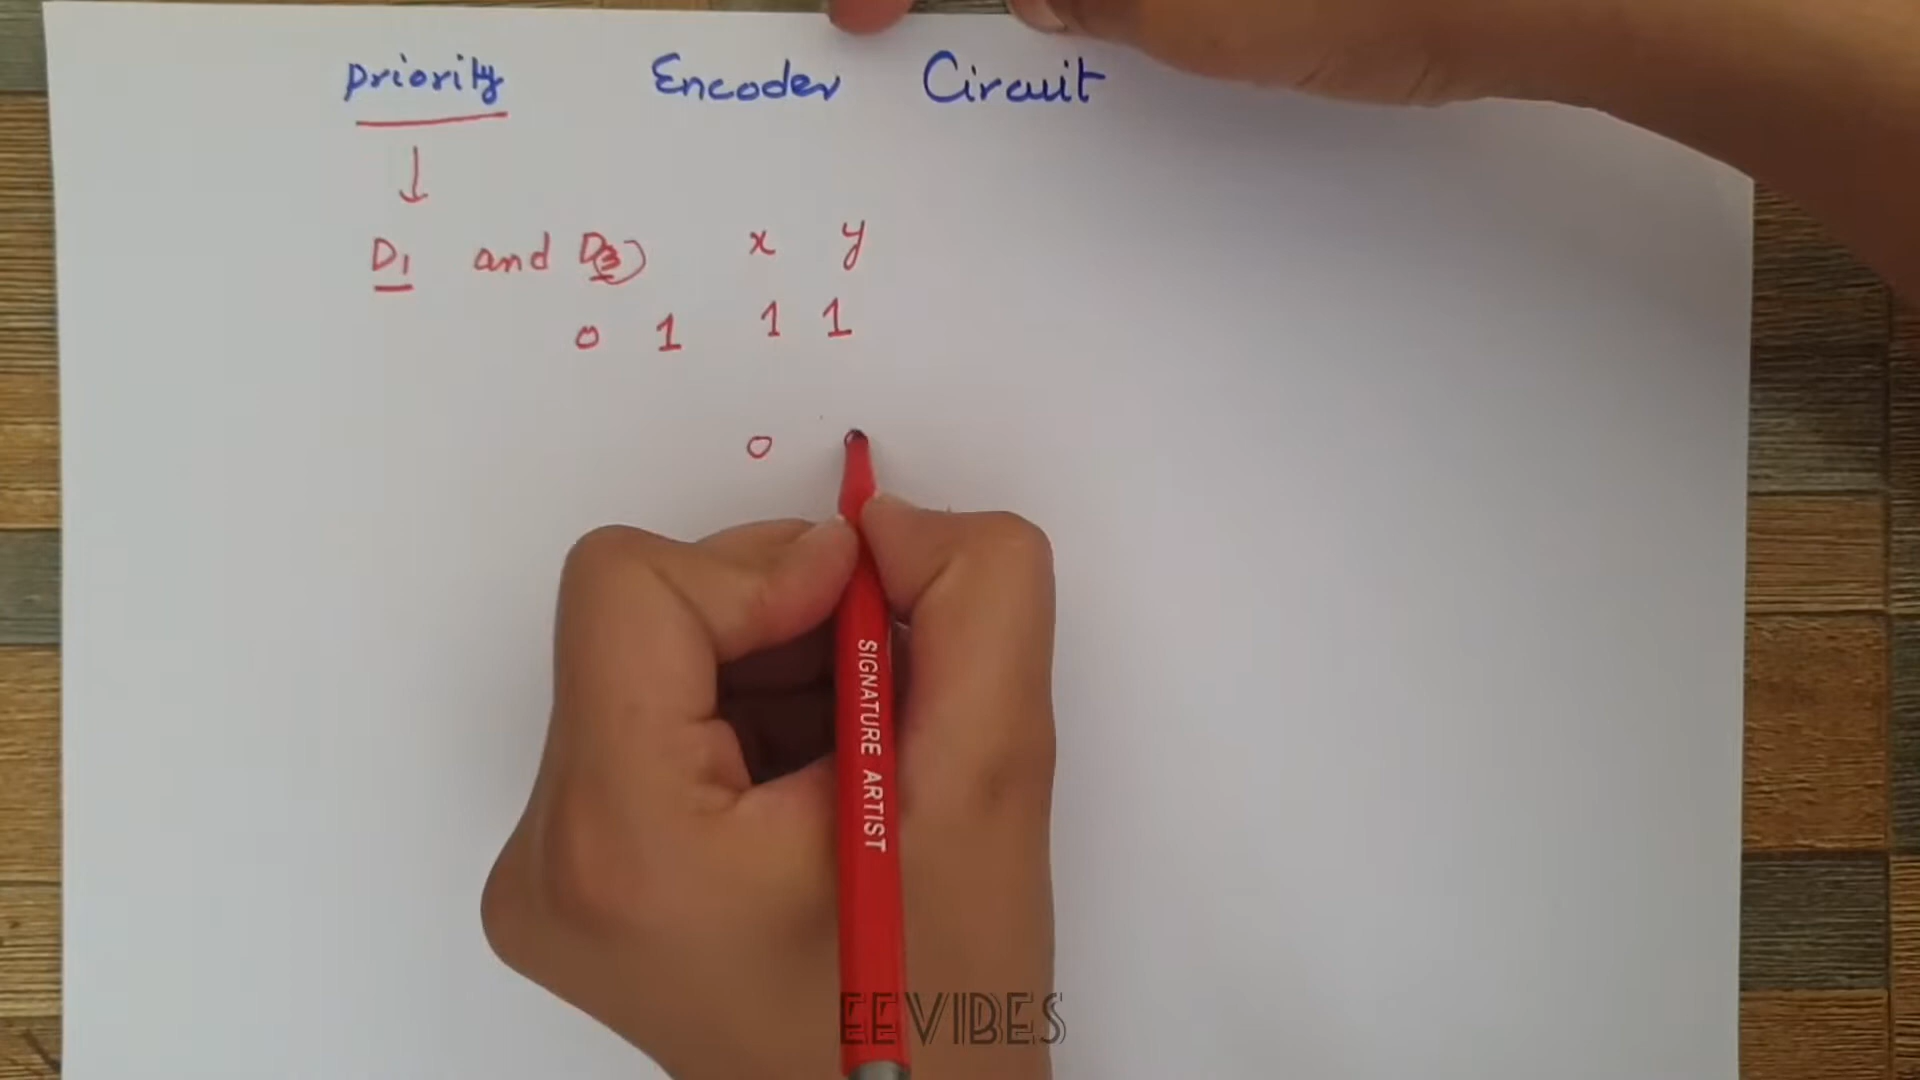 Priority Encoder Circuit
↓
D1 and D3 x y
0 1 1 1
0
SIGNATURE ARTIST
EEVIBES